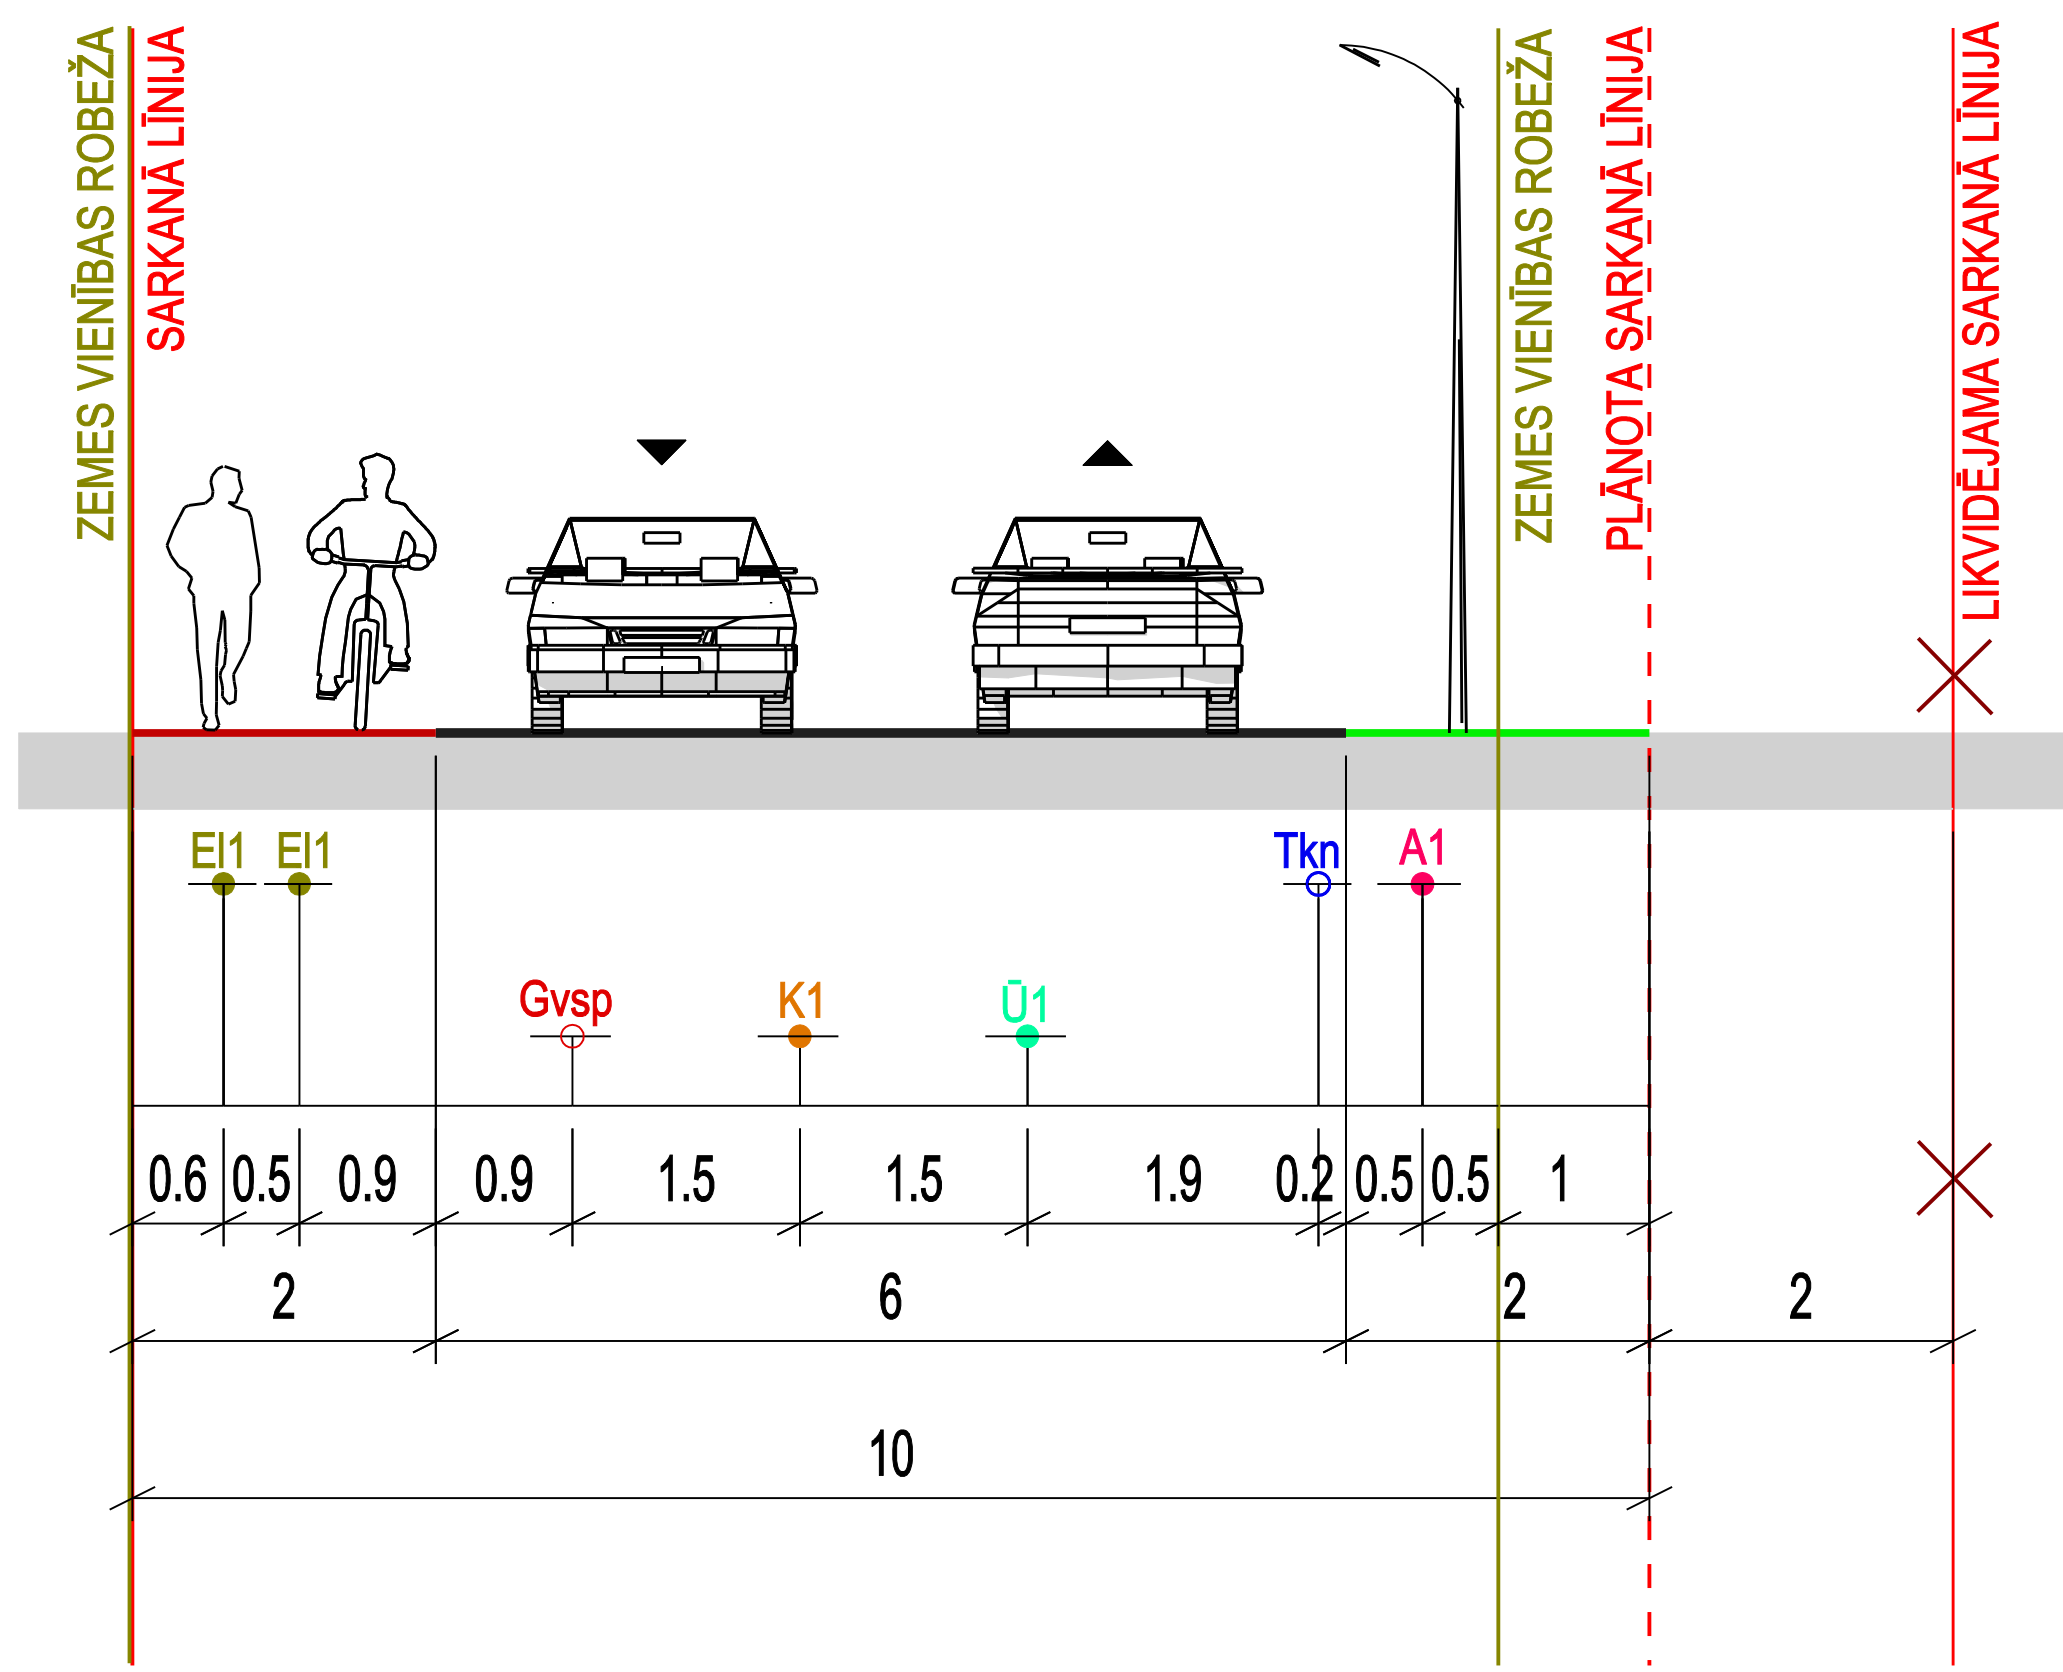 ZEMES VIENĪBAS ROBEŽA
SARKANĀ LĪNIJA
ZEMES VIENĪBAS ROBEŽA
PLĀNOTA SARKANĀ LĪNIJA
LIKVIDĒJAMA SARKANĀ LĪNIJA
El1 El1 Tkn A1
Gvsp K1 Ū1
0.6 0.5 0.9 0.9 1.5 1.5 1.9 0.2 0.5 0.5 1
2 6 2 2
10